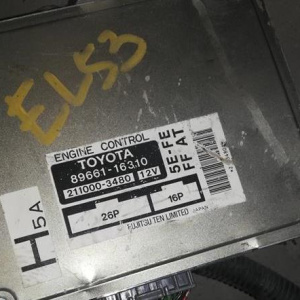 EL53
ENGINE CONTROL
TOYOTA
89661-16310
211000-3480 12V
5E-FE
FF AT
H 5A
26P 16P
FUJITSU TEN LIMITED JAPAN